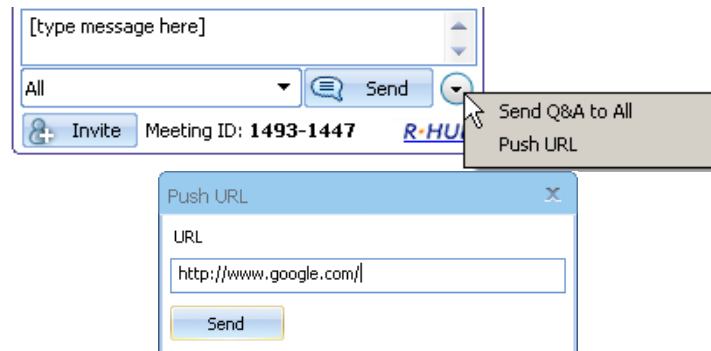 [type message here]
All
Send
Send Q&A to All
Push URL
Invite
Meeting ID: 1493-1447
Push URL
X
URL
http://www.google.com/
Send